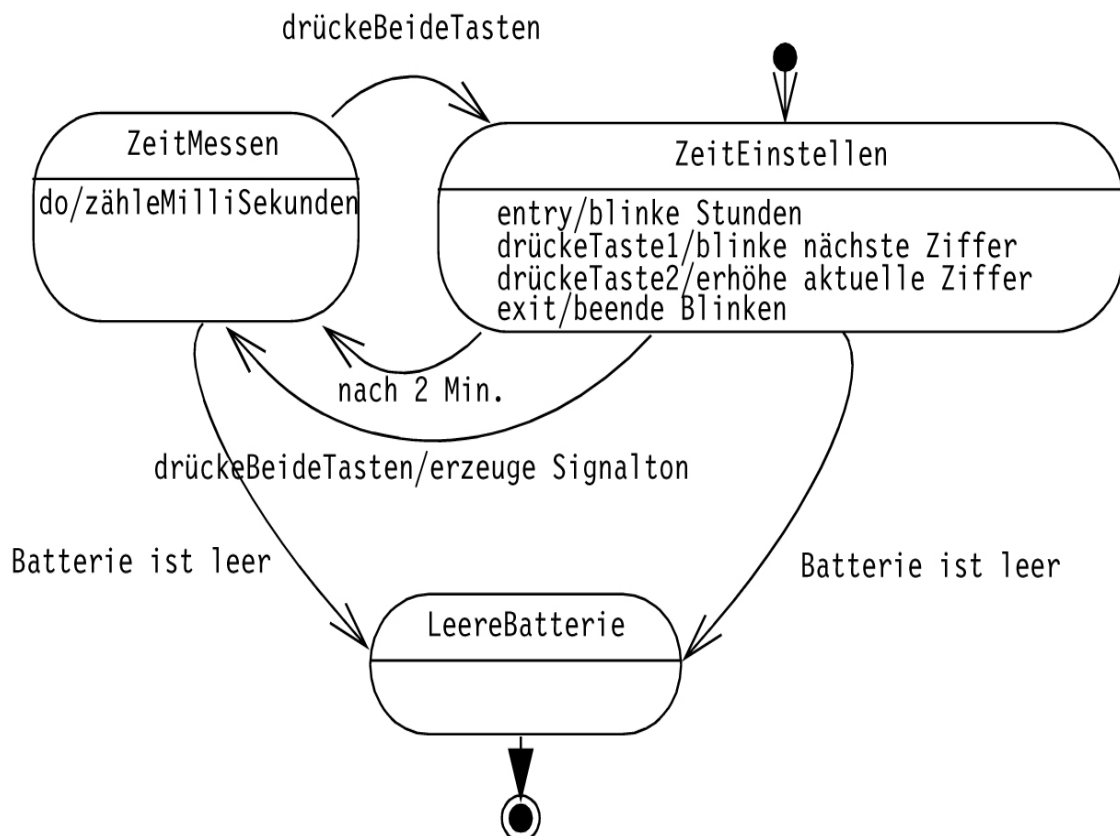 drückeBeideTasten
ZeitMessen
do/zähleMilliSekunden
ZeitEinstellen
entry/blinke Stunden
drückeTaste1/blinke nächste Ziffer
drückeTaste2/erhöhe aktuelle Ziffer
exit/beende Blinken
nach 2 Min.
drückeBeideTasten/erzeuge Signalton
Batterie ist leer
Batterie ist leer
LeereBatterie